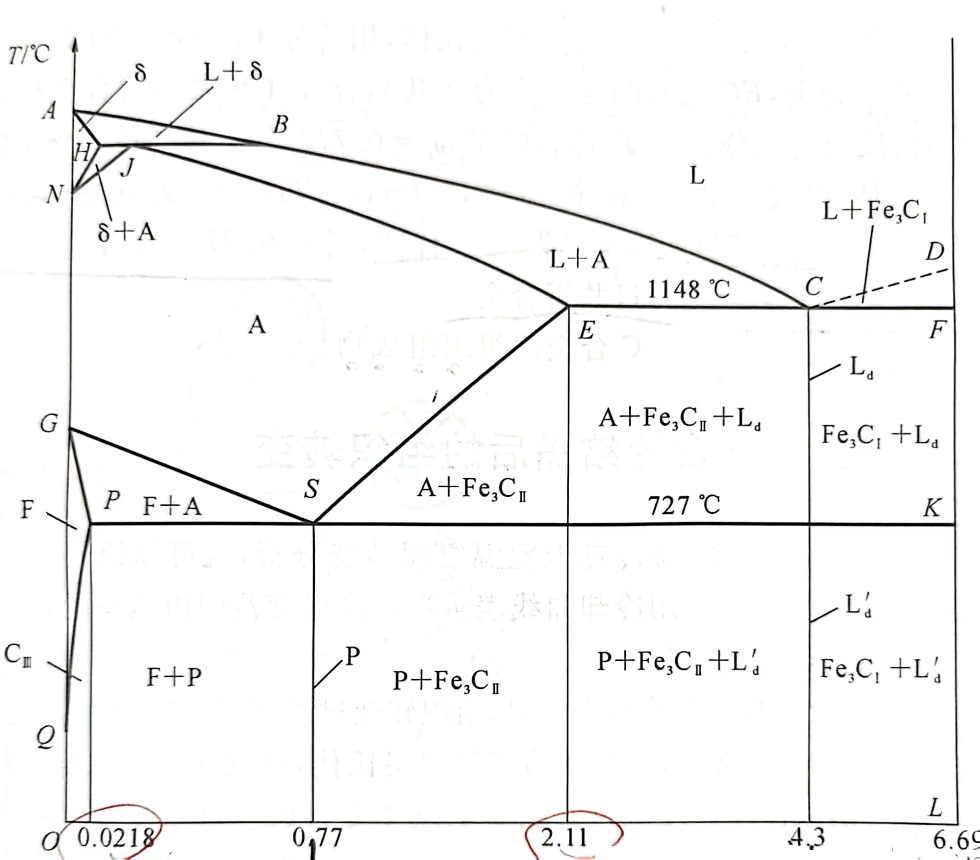 T/℃
δ
L+δ
A
B
H
J
N
L
δ+A
L+Fe₃C_Ⅰ
D
L+A
1148 ℃
C
A
E
F
L_d
G
A+Fe₃C_Ⅱ+L_d
Fe₃C_Ⅰ+L_d
S
A+Fe₃C_Ⅱ
F
P
F+A
727 ℃
K
L′_d
C_Ⅲ
F+P
P
P+Fe₃C_Ⅱ
P+Fe₃C_Ⅱ+L′_d
Fe₃C_Ⅰ+L′_d
Q
L
O
0.0218
0.77
2.11
4.3
6.69